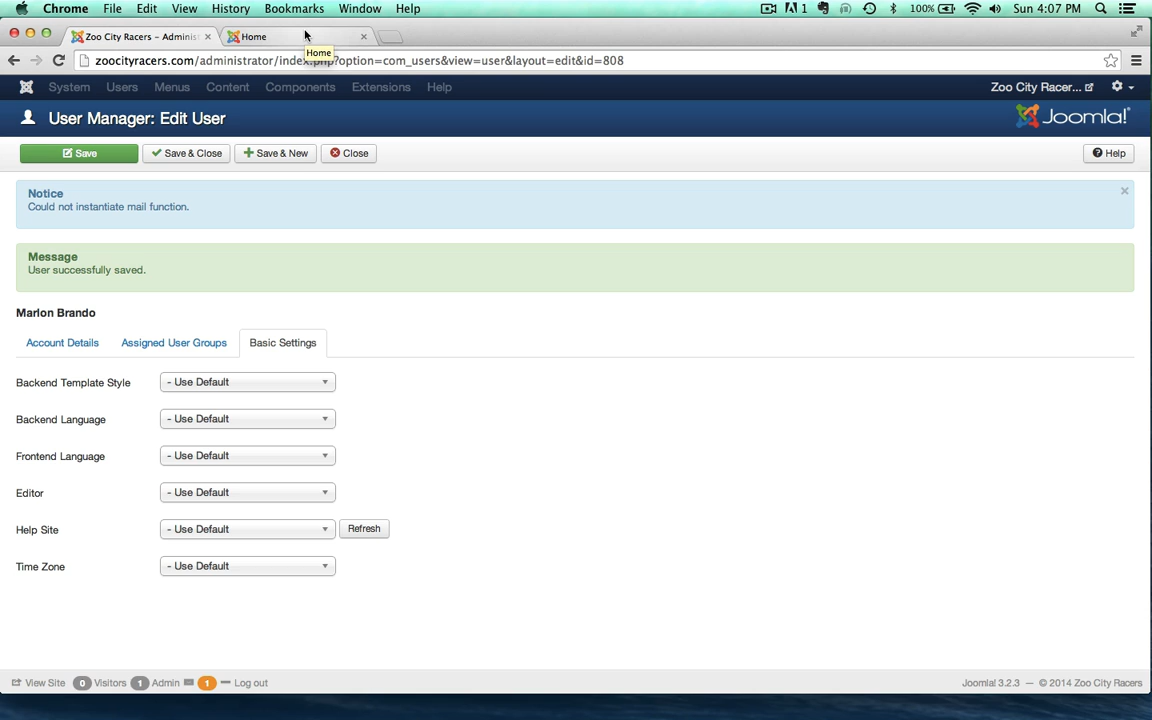 Chrome File Edit View History Bookmarks Window Help 1 100% Sun 4:07 PM
Zoo City Racers - Adminis Home
Home
zoocityracers.com/administrator/index.php?option=com_users&view=user&layout=edit&id=808
System Users Menus Content Components Extensions Help Zoo City Racer...
User Manager: Edit User Joomla!
Save Save & Close Save & New Close Help
Notice
Could not instantiate mail function.
Message
User successfully saved.
Marlon Brando
Account Details Assigned User Groups Basic Settings
Backend Template Style - Use Default
Backend Language - Use Default
Frontend Language - Use Default
Editor - Use Default
Help Site - Use Default Refresh
Time Zone - Use Default
View Site 0 Visitors 1 Admin 1 Log out Joomla! 3.2.3 — © 2014 Zoo City Racers